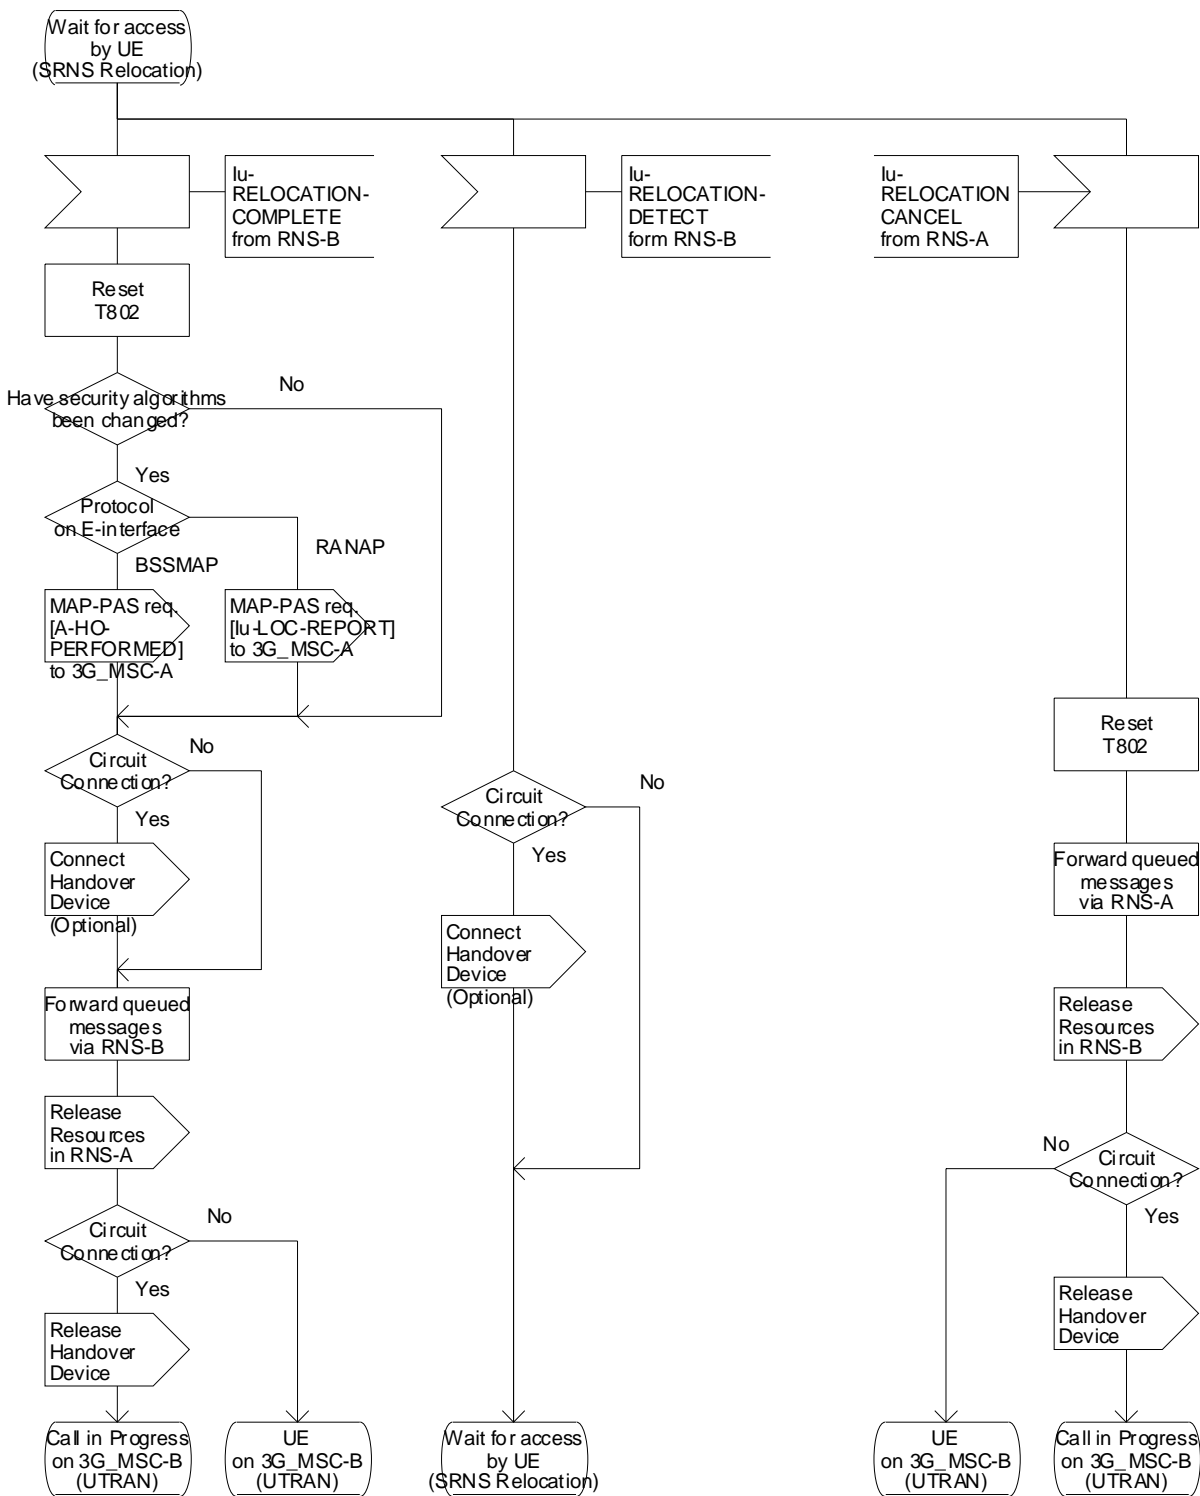 Wait for access
by UE
(SRNS Relocation)
Iu-
RELOCATION-
COMPLETE
from RNS-B
Iu-
RELOCATION-
DETECT
form RNS-B
Iu-
RELOCATION
CANCEL
from RNS-A
Reset
T802
Have security algorithms
been changed?
No
Yes
Protocol
on E-interface
BSSMAP
RANAP
MAP-PAS req.
[A-HO-
PERFORMED]
to 3G_MSC-A
MAP-PAS req.
[Iu-LOC-REPORT]
to 3G_MSC-A
Circuit
Connection?
No
Yes
Connect
Handover
Device
(Optional)
Forward queued
messages
via RNS-B
Release
Resources
in RNS-A
Circuit
Connection?
No
Yes
Release
Handover
Device
Call in Progress
on 3G_MSC-B
(UTRAN)
UE
on 3G_MSC-B
(UTRAN)
Circuit
Connection?
No
Yes
Connect
Handover
Device
(Optional)
Wait for access
by UE
(SRNS Relocation)
Reset
T802
Forward queued
messages
via RNS-A
Release
Resources
in RNS-B
No
Circuit
Connection?
Yes
Release
Handover
Device
UE
on 3G_MSC-B
(UTRAN)
Call in Progress
on 3G_MSC-B
(UTRAN)